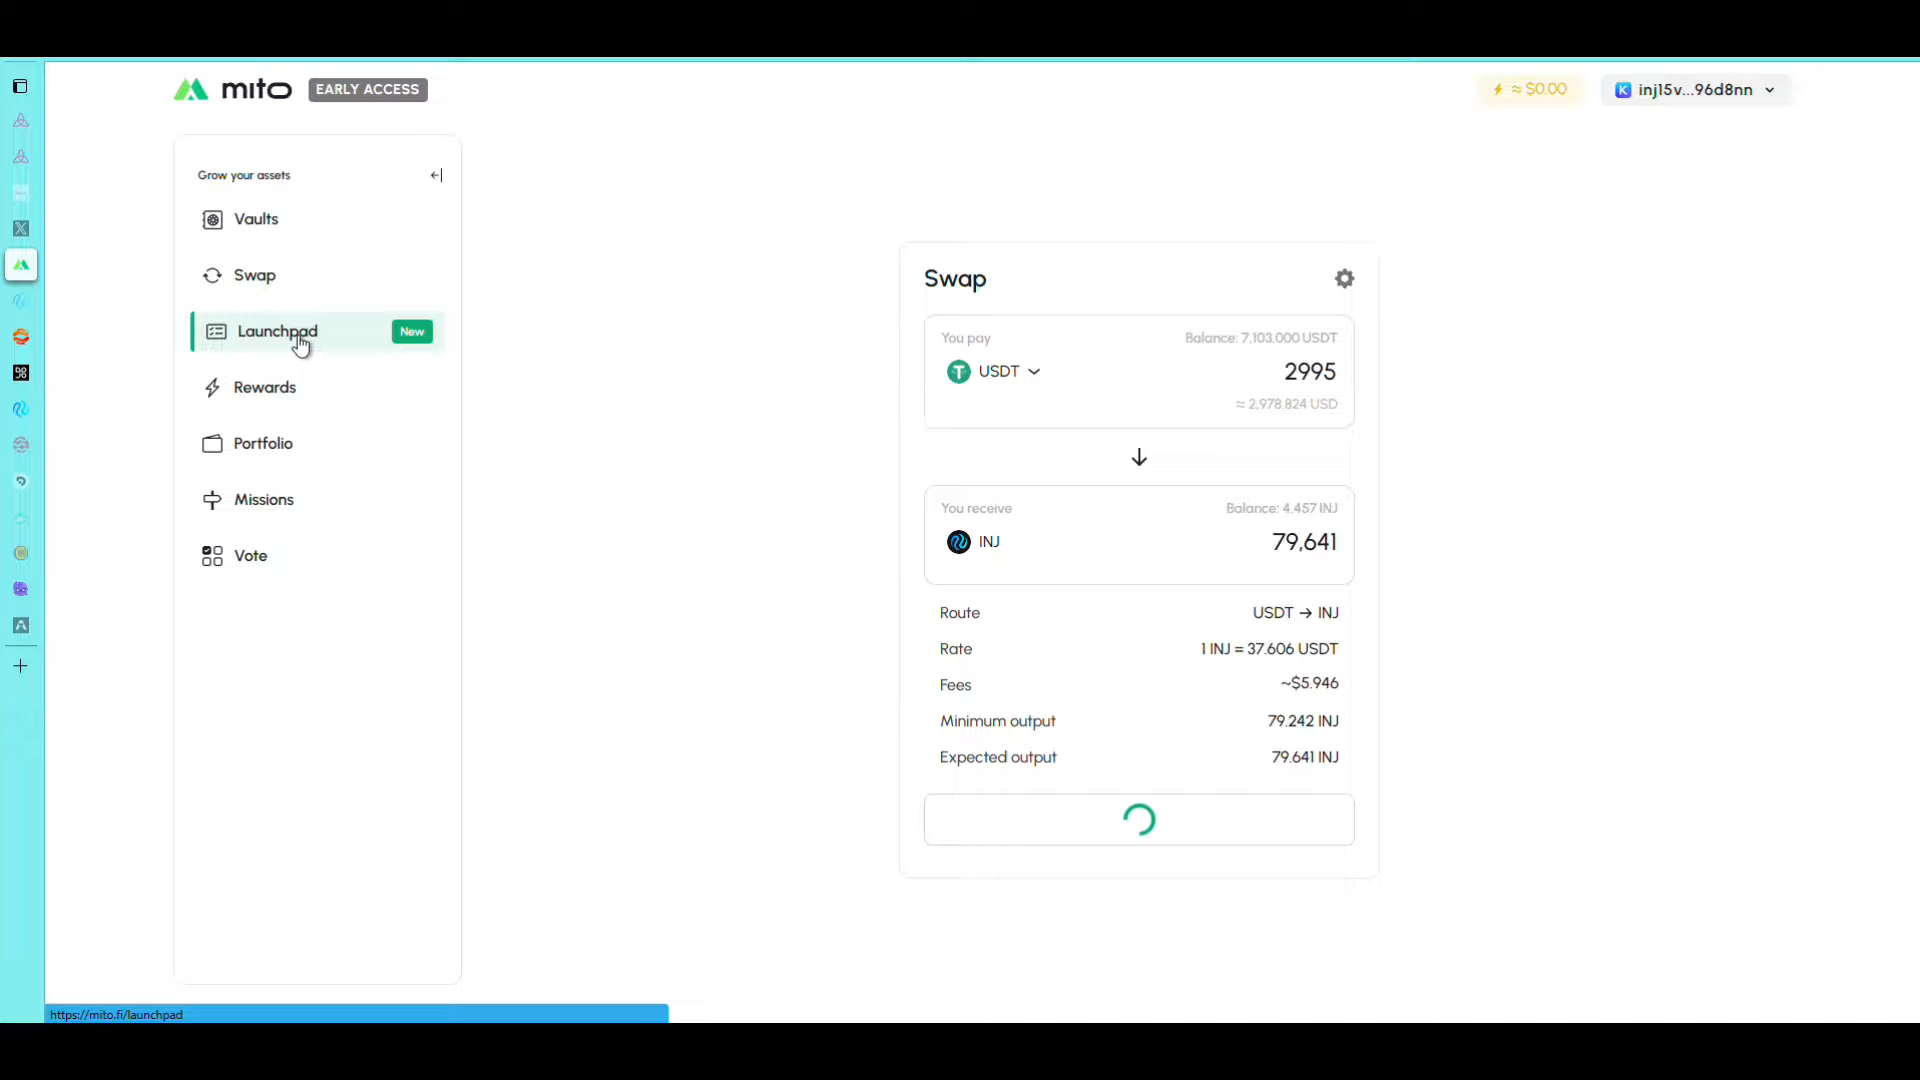 mito EARLY ACCESS
≈ $0.00
inj15v...96d8nn
Grow your assets
Vaults
Swap
Launchpad New
Rewards
Portfolio
Missions
Vote
Swap
You pay Balance: 7,103.000 USDT
USDT 2995
≈ 2,978.824 USD
You receive Balance: 4.457 INJ
INJ 79,641
Route USDT → INJ
Rate 1 INJ = 37.606 USDT
Fees ~$5.946
Minimum output 79.242 INJ
Expected output 79.641 INJ
https://mito.fi/launchpad